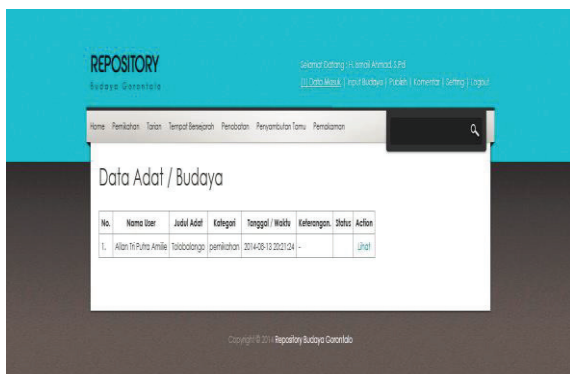 REPOSITORY
Budaya Gorontalo
Selamat Datang : H. Ismail Ahmad, S.Pd
(1) Data Masuk | Input Budaya | Publish | Komentar | Setting | Logout
Home Pernikahan Tarian Tempat Bersejarah Penobatan Penyambutan Tamu Pemakaman
Data Adat / Budaya
No. Nama User Judul Adat Kategori Tanggal / Waktu Keterangan. Status Action
1. Allan Tri Putra Amilie Tolobalango pernikahan 2014-08-13 20:21:24 - Lihat
Copyright © 2014 Repository Budaya Gorontalo